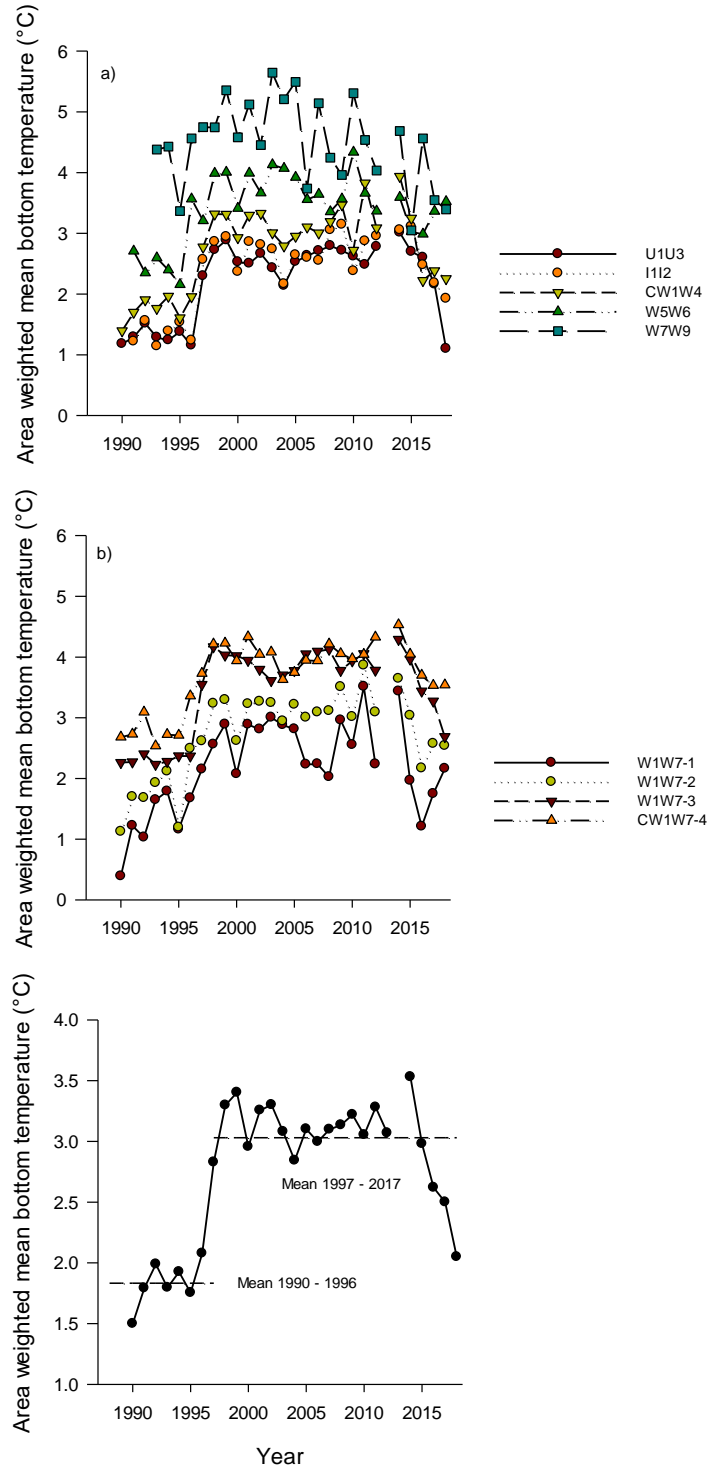 Area weighted mean bottom temperature (°C)
a)
6
5
4
3
2
1
0
1990 1995 2000 2005 2010 2015
U1U3
I1I2
CW1W4
W5W6
W7W9
Area weighted mean bottom temperature (°C)
b)
6
5
4
3
2
1
0
1990 1995 2000 2005 2010 2015
W1W7-1
W1W7-2
W1W7-3
CW1W7-4
Area weighted mean bottom temperature (°C)
4.0
3.5
3.0
2.5
2.0
1.5
1.0
Mean 1997 - 2017
Mean 1990 - 1996
1990 1995 2000 2005 2010 2015
Year